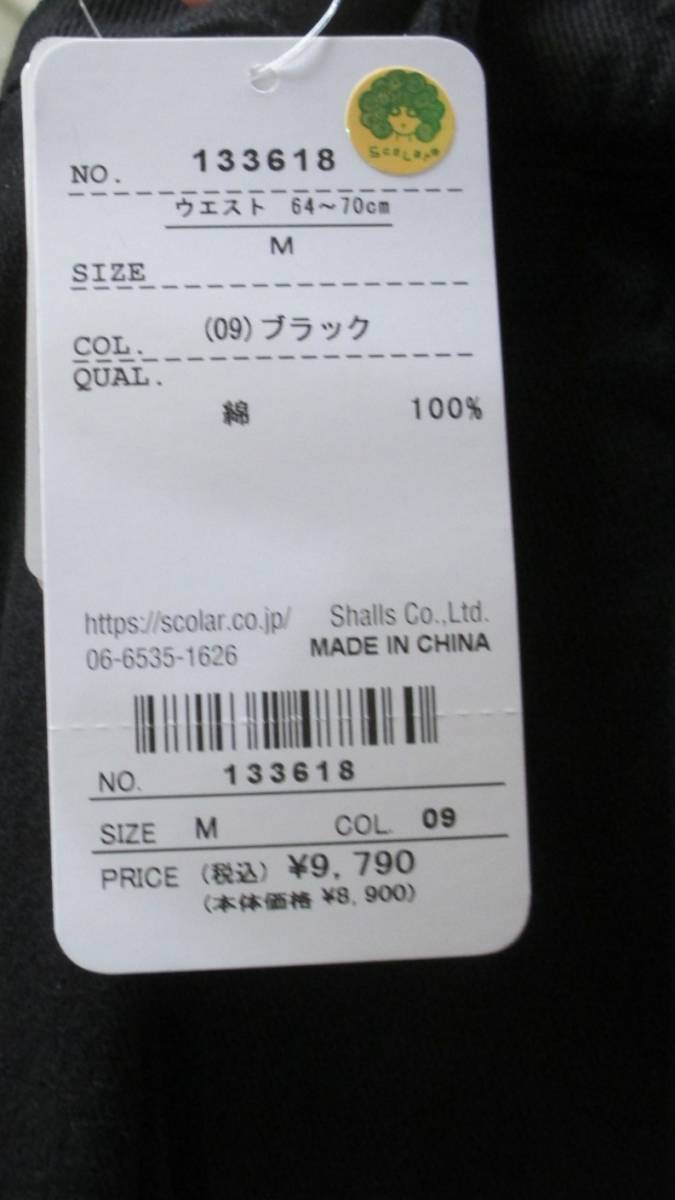 ScoLar
NO. 133618
ウエスト 64～70cm
M
SIZE
COL. (09)ブラック
QUAL.
綿 100%
https://scolar.co.jp/ Shalls Co.,Ltd.
06-6535-1626 MADE IN CHINA
NO. 133618
SIZE M COL. 09
PRICE (税込) ¥9,790
(本体価格 ¥8,900)